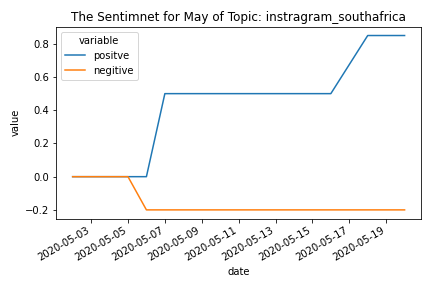 The Sentimnet for May of Topic: instragram_southafrica
variable
positve
negitive
value
0.8
0.6
0.4
0.2
0.0
−0.2
2020-05-03
2020-05-05
2020-05-07
2020-05-09
2020-05-11
2020-05-13
2020-05-15
2020-05-17
2020-05-19
date